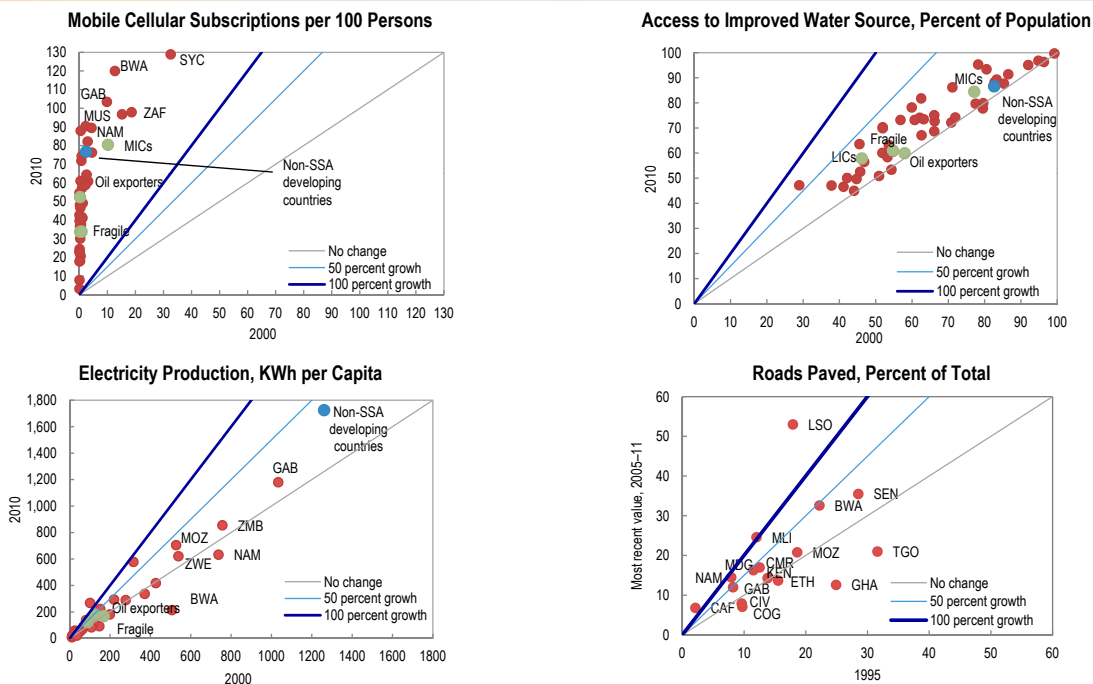 Mobile Cellular Subscriptions per 100 Persons
130
120
110
100
90
80
70
60
50
40
30
20
10
0
2010
SYC
BWA
GAB
ZAF
MUS
NAM
MICs
Non-SSA
developing
countries
Oil exporters
Fragile
No change
50 percent growth
100 percent growth
0 10 20 30 40 50 60 70 80 90 100 110 120 130
2000
Access to Improved Water Source, Percent of Population
100
90
80
70
60
50
40
30
20
10
0
2010
MICs
Non-SSA
developing
countries
Fragile
LICs
Oil exporters
No change
50 percent growth
100 percent growth
0 10 20 30 40 50 60 70 80 90 100
2000
Electricity Production, KWh per Capita
1,800
1,600
1,400
1,200
1,000
800
600
400
200
0
2010
Non-SSA
developing
countries
GAB
ZMB
MOZ
NAM
ZWE
BWA
Oil exporters
Fragile
No change
50 percent growth
100 percent growth
0 200 400 600 800 1000 1200 1400 1600 1800
2000
Roads Paved, Percent of Total
60
50
40
30
20
10
0
Most recent value, 2005–11
LSO
SEN
BWA
MLI
MOZ
TGO
MDG
CMR
KEN
NAM
ETH
GAB
GHA
CIV
CAF
COG
No change
50 percent growth
100 percent growth
0 10 20 30 40 50 60
1995